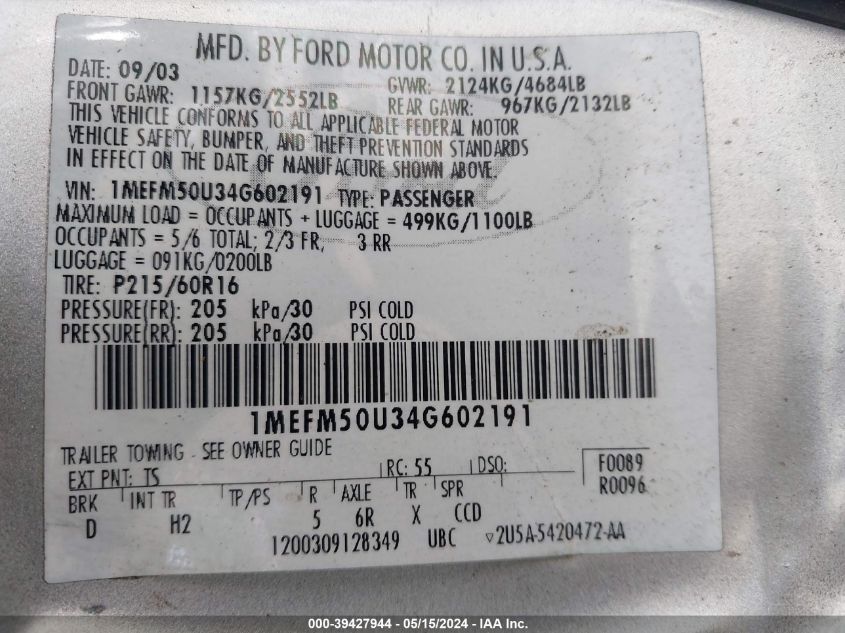 MFD. BY FORD MOTOR CO. IN U.S.A.
DATE: 09/03 GVWR: 2124KG/4684LB
FRONT GAWR: 1157KG/2552LB REAR GAWR: 967KG/2132LB
THIS VEHICLE CONFORMS TO ALL APPLICABLE FEDERAL MOTOR
VEHICLE SAFETY, BUMPER, AND THEFT PREVENTION STANDARDS
IN EFFECT ON THE DATE OF MANUFACTURE SHOWN ABOVE.
VIN: 1MEFM50U34G602191 TYPE: PASSENGER
MAXIMUM LOAD = OCCUPANTS + LUGGAGE = 499KG/1100LB
OCCUPANTS = 5/6 TOTAL; 2/3 FR, 3 RR
LUGGAGE = 091KG/0200LB
TIRE: P215/60R16
PRESSURE(FR): 205 kPa/30 PSI COLD
PRESSURE(RR): 205 kPa/30 PSI COLD
1MEFM50U34G602191
TRAILER TOWING - SEE OWNER GUIDE
EXT PNT: TS RC: 55 DSO: F0089
BRK INT TR TP/PS R AXLE TR SPR R0096
D H2 5 6R X CCD
1200309128349 UBC ▽2U5A-5420472-AA
000-39427944 - 05/15/2024 - IAA Inc.